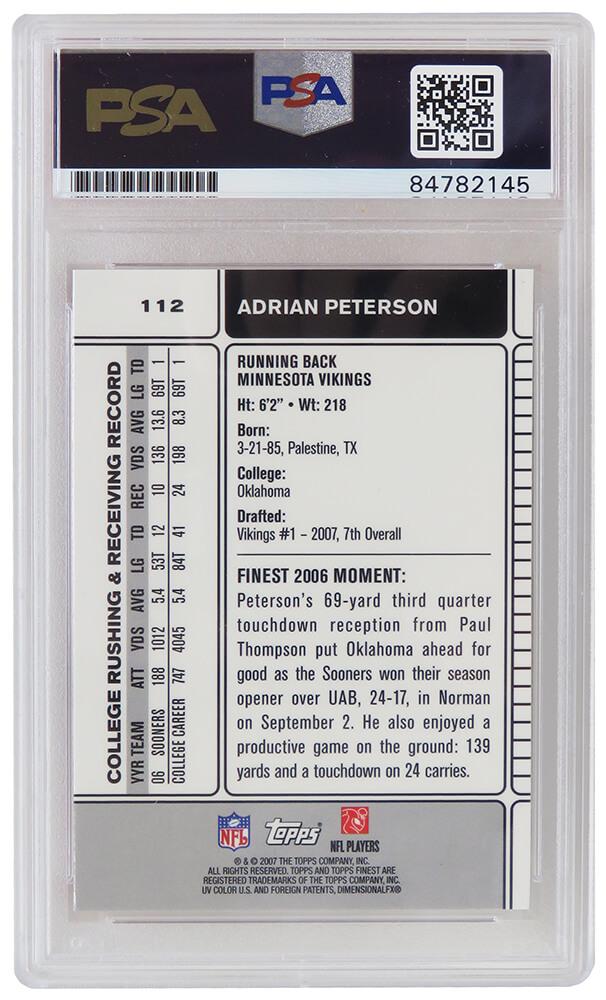 PSA
PSA
84782145
112
ADRIAN PETERSON
RUNNING BACK
MINNESOTA VIKINGS
Ht: 6'2" • Wt: 218
Born:
3-21-85, Palestine, TX
College:
Oklahoma
Drafted:
Vikings #1 – 2007, 7th Overall
FINEST 2006 MOMENT:
Peterson's 69-yard third quarter
touchdown reception from Paul
Thompson put Oklahoma ahead for
good as the Sooners won their season
opener over UAB, 24-17, in Norman
on September 2. He also enjoyed a
productive game on the ground: 139
yards and a touchdown on 24 carries.
COLLEGE RUSHING & RECEIVING RECORD
YYR TEAM ATT YDS AVG LG TD REC YDS AVG LG TD
06 SOONERS 188 1012 5.4 53T 12 10 136 13.6 69T 1
COLLEGE CAREER 747 4045 5.4 84T 41 24 198 8.3 69T 1
NFL
Topps®
NFL PLAYERS
® & © 2007 THE TOPPS COMPANY, INC.
ALL RIGHTS RESERVED. TOPPS AND TOPPS FINEST ARE
REGISTERED TRADEMARKS OF THE TOPPS COMPANY, INC.
UV COLOR U.S. AND FOREIGN PATENTS, DIMENSIONALFX®